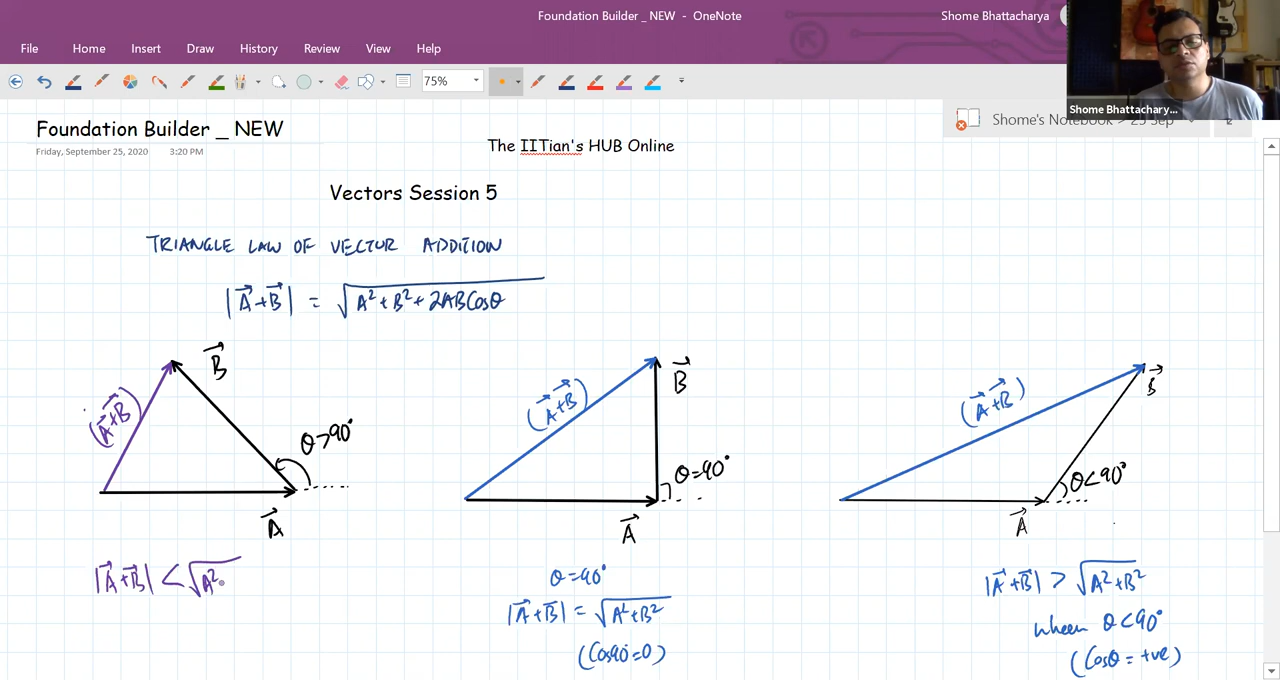 Foundation Builder _ NEW - OneNote
Shome Bhattacharya
File Home Insert Draw History Review View Help
75%
Shome Bhattachary...
Foundation Builder _ NEW
Friday, September 25, 2020 3:20 PM
The IITian's HUB Online
Shome's Notebook > 25 Sep
Vectors Session 5
TRIANGLE LAW OF VECTOR ADDITION
|A⃗+B⃗| = √(A²+B²+2ABCosθ)
B⃗
(A⃗+B⃗)
θ>90°
A⃗
|A⃗+B⃗| < √A²
B⃗
(A⃗+B⃗)
θ=90°
A⃗
θ=90°
|A⃗+B⃗| = √(A²+B²)
(Cos90=0)
B⃗
(A⃗+B⃗)
θ<90°
A⃗
|A⃗+B⃗| > √(A²+B²)
wheen θ<90°
(Cosθ = +ve)